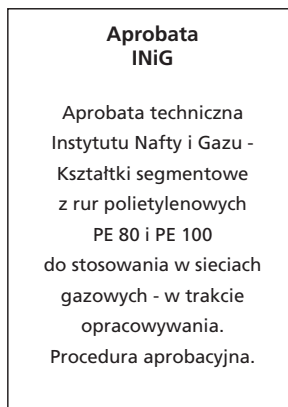 Aprobata
INiG
Aprobata techniczna
Instytutu Nafty i Gazu -
Kształtki segmentowe
z rur polietylenowych
PE 80 i PE 100
do stosowania w sieciach
gazowych - w trakcie
opracowywania.
Procedura aprobacyjna.